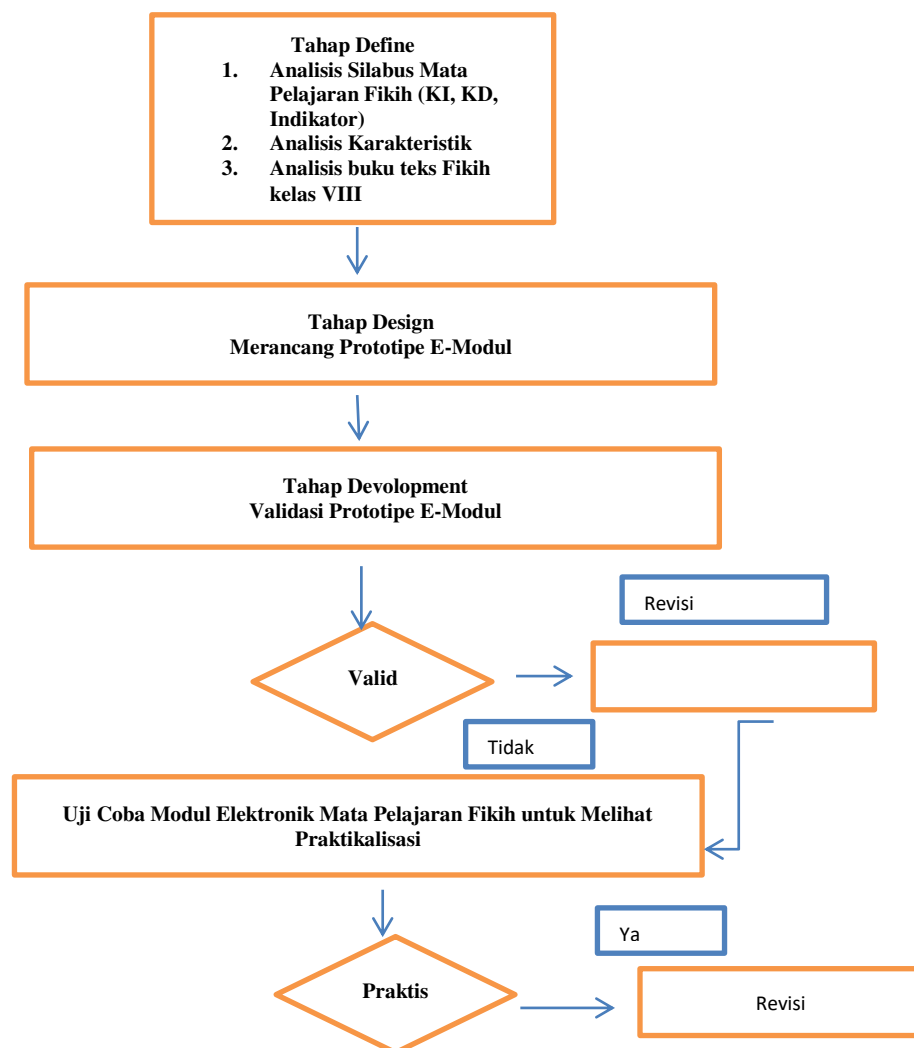 Tahap Define
1. Analisis Silabus Mata
Pelajaran Fikih (KI, KD,
Indikator)
2. Analisis Karakteristik
3. Analisis buku teks Fikih
kelas VIII
Tahap Design
Merancang Prototipe E-Modul
Tahap Devolopment
Validasi Prototipe E-Modul
Revisi
Valid
Tidak
Uji Coba Modul Elektronik Mata Pelajaran Fikih untuk Melihat
Praktikalisasi
Ya
Praktis
Revisi